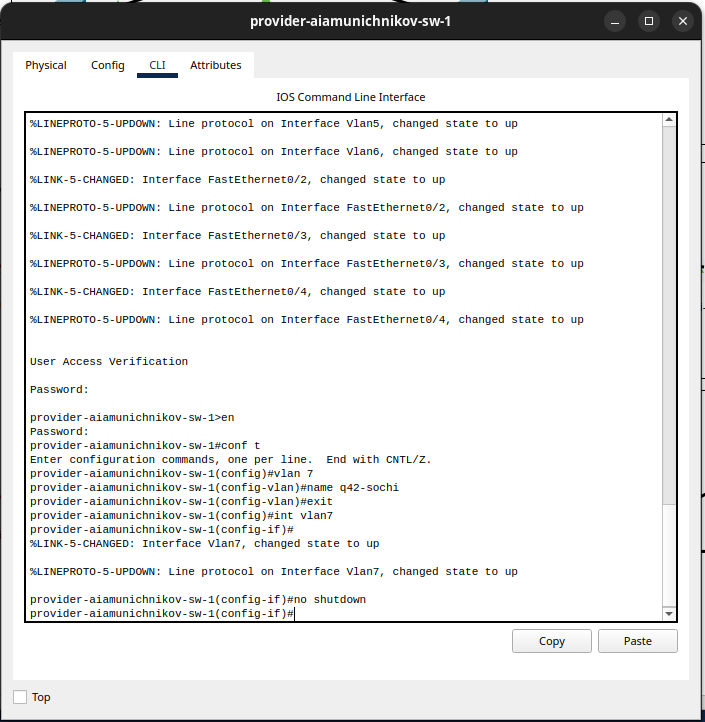 provider-aiamunichnikov-sw-1
Physical Config CLI Attributes
IOS Command Line Interface
%LINEPROTO-5-UPDOWN: Line protocol on Interface Vlan5, changed state to up
%LINEPROTO-5-UPDOWN: Line protocol on Interface Vlan6, changed state to up
%LINK-5-CHANGED: Interface FastEthernet0/2, changed state to up
%LINEPROTO-5-UPDOWN: Line protocol on Interface FastEthernet0/2, changed state to up
%LINK-5-CHANGED: Interface FastEthernet0/3, changed state to up
%LINEPROTO-5-UPDOWN: Line protocol on Interface FastEthernet0/3, changed state to up
%LINK-5-CHANGED: Interface FastEthernet0/4, changed state to up
%LINEPROTO-5-UPDOWN: Line protocol on Interface FastEthernet0/4, changed state to up
User Access Verification
Password:
provider-aiamunichnikov-sw-1>en
Password:
provider-aiamunichnikov-sw-1#conf t
Enter configuration commands, one per line.  End with CNTL/Z.
provider-aiamunichnikov-sw-1(config)#vlan 7
provider-aiamunichnikov-sw-1(config-vlan)#name q42-sochi
provider-aiamunichnikov-sw-1(config-vlan)#exit
provider-aiamunichnikov-sw-1(config)#int vlan7
provider-aiamunichnikov-sw-1(config-if)#
%LINK-5-CHANGED: Interface Vlan7, changed state to up
%LINEPROTO-5-UPDOWN: Line protocol on Interface Vlan7, changed state to up
provider-aiamunichnikov-sw-1(config-if)#no shutdown
provider-aiamunichnikov-sw-1(config-if)#
Copy Paste
Top